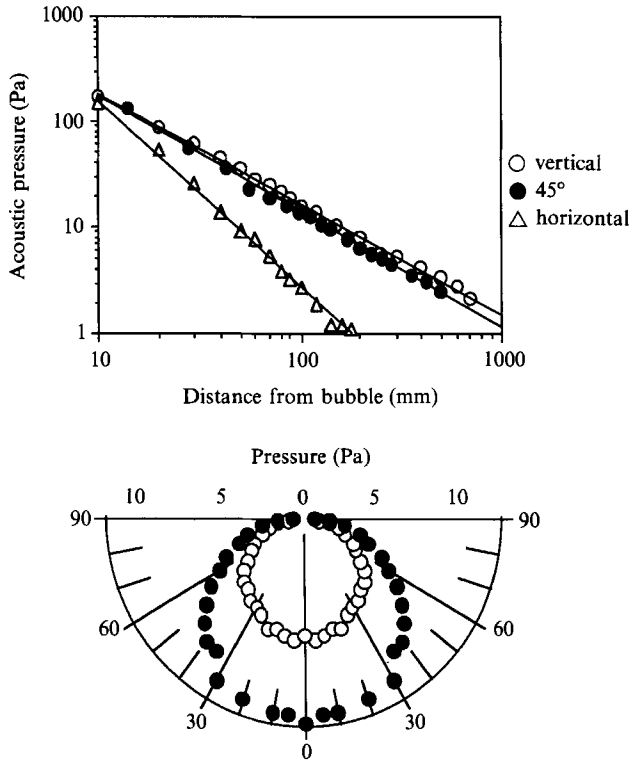 1000
100
10
1
Acoustic pressure (Pa)
10 100 1000
Distance from bubble (mm)
vertical
45°
horizontal
Pressure (Pa)
10 5 0 5 10
90 90
60 60
30 30
0